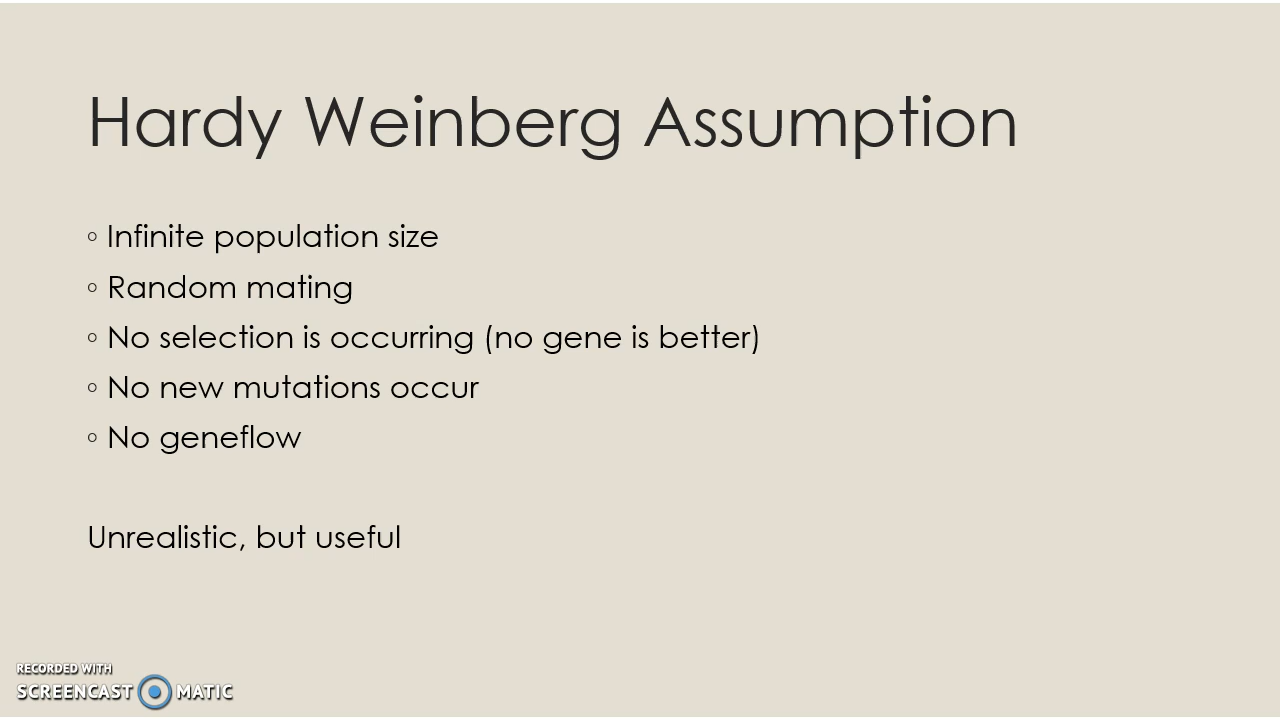 Hardy Weinberg Assumption
◦ Infinite population size
◦ Random mating
◦ No selection is occurring (no gene is better)
◦ No new mutations occur
◦ No geneflow
Unrealistic, but useful
RECORDED WITH
SCREENCAST MATIC